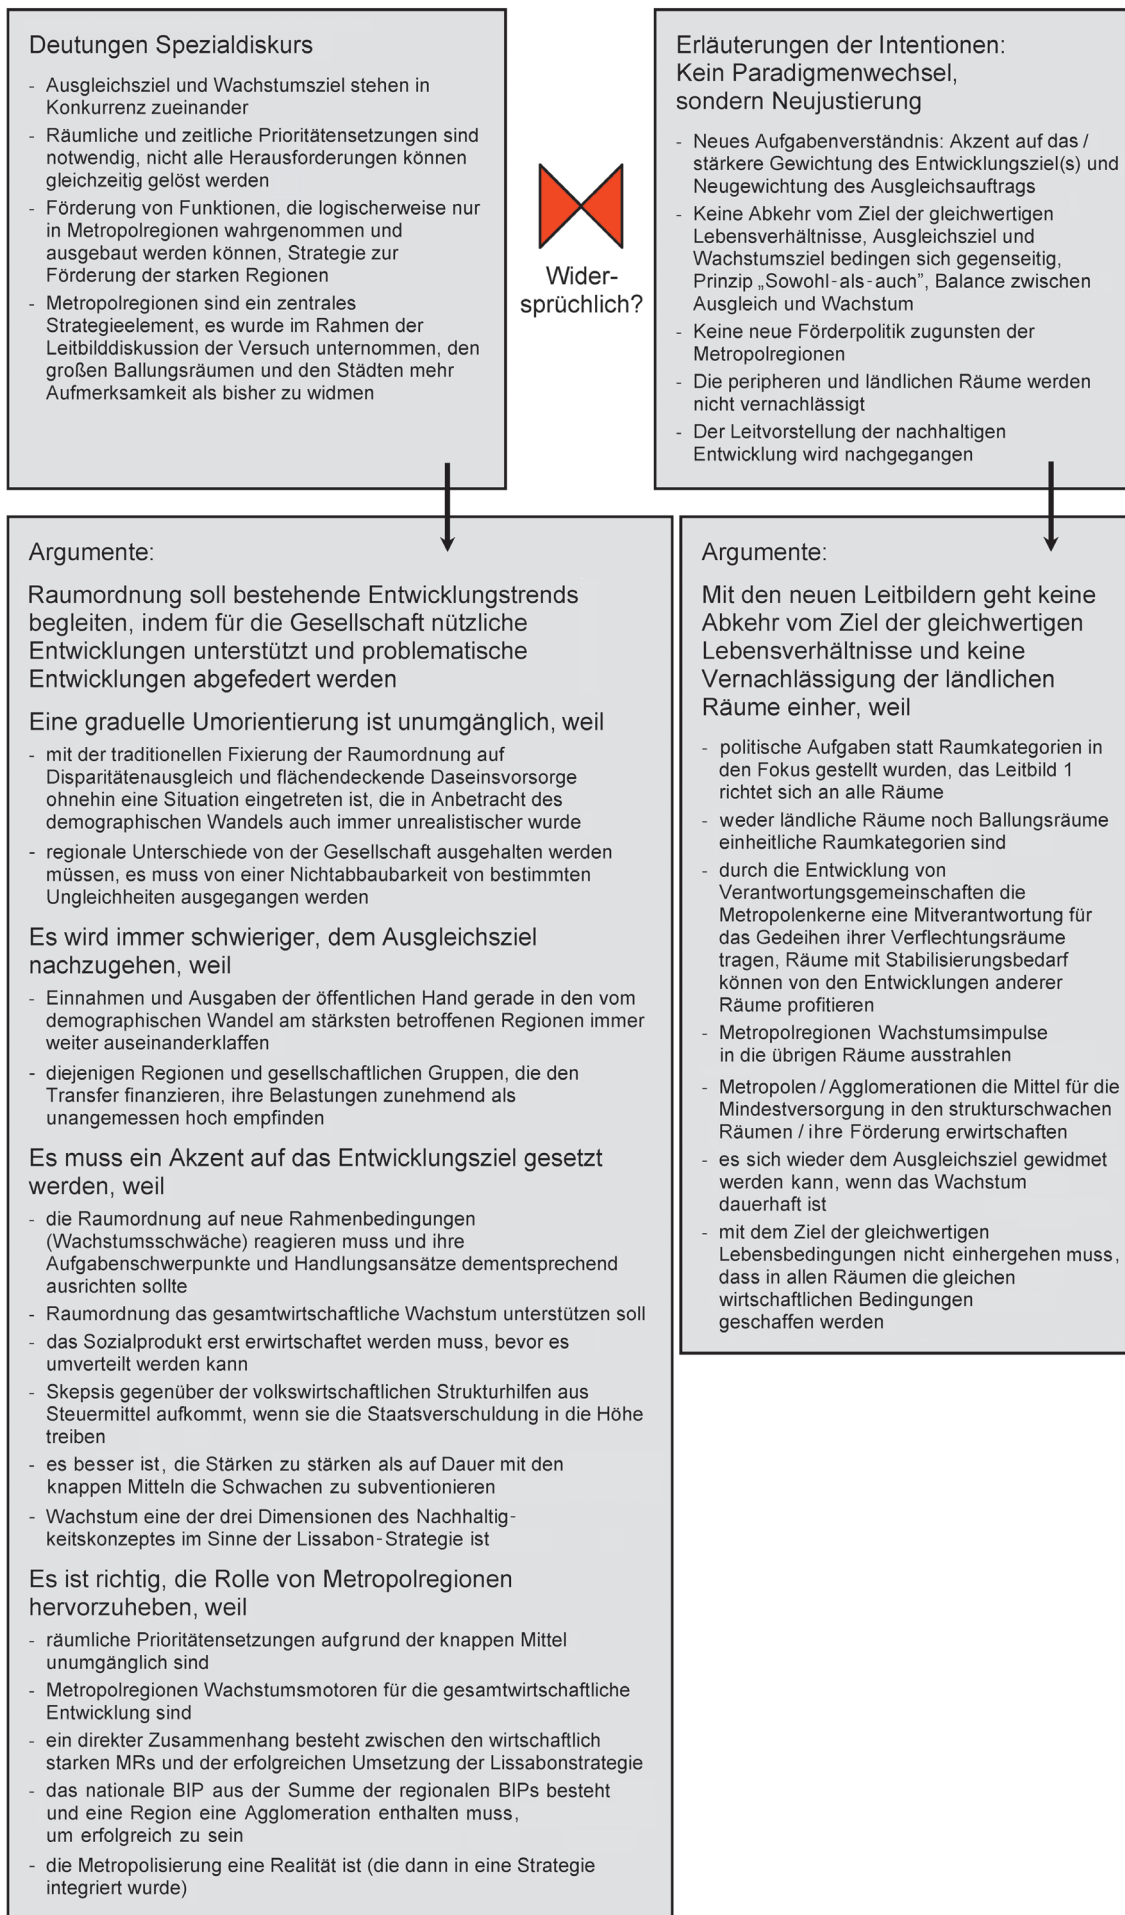 Deutungen Spezialdiskurs
- Ausgleichsziel und Wachstumsziel stehen in
Konkurrenz zueinander
- Räumliche und zeitliche Prioritätensetzungen sind
notwendig, nicht alle Herausforderungen können
gleichzeitig gelöst werden
- Förderung von Funktionen, die logischerweise nur
in Metropolregionen wahrgenommen und
ausgebaut werden können, Strategie zur
Förderung der starken Regionen
- Metropolregionen sind ein zentrales
Strategieelement, es wurde im Rahmen der
Leitbilddiskussion der Versuch unternommen, den
großen Ballungsräumen und den Städten mehr
Aufmerksamkeit als bisher zu widmen
Wider-
sprüchlich?
Erläuterungen der Intentionen:
Kein Paradigmenwechsel,
sondern Neujustierung
- Neues Aufgabenverständnis: Akzent auf das /
stärkere Gewichtung des Entwicklungsziel(s) und
Neugewichtung des Ausgleichsauftrags
- Keine Abkehr vom Ziel der gleichwertigen
Lebensverhältnisse, Ausgleichsziel und
Wachstumsziel bedingen sich gegenseitig,
Prinzip „Sowohl-als-auch”, Balance zwischen
Ausgleich und Wachstum
- Keine neue Förderpolitik zugunsten der
Metropolregionen
- Die peripheren und ländlichen Räume werden
nicht vernachlässigt
- Der Leitvorstellung der nachhaltigen
Entwicklung wird nachgegangen
Argumente:
Raumordnung soll bestehende Entwicklungstrends
begleiten, indem für die Gesellschaft nützliche
Entwicklungen unterstützt und problematische
Entwicklungen abgefedert werden
Eine graduelle Umorientierung ist unumgänglich, weil
- mit der traditionellen Fixierung der Raumordnung auf
Disparitätenausgleich und flächendeckende Daseinsvorsorge
ohnehin eine Situation eingetreten ist, die in Anbetracht des
demographischen Wandels auch immer unrealistischer wurde
- regionale Unterschiede von der Gesellschaft ausgehalten werden
müssen, es muss von einer Nichtabbaubarkeit von bestimmten
Ungleichheiten ausgegangen werden
Es wird immer schwieriger, dem Ausgleichsziel
nachzugehen, weil
- Einnahmen und Ausgaben der öffentlichen Hand gerade in den vom
demographischen Wandel am stärksten betroffenen Regionen immer
weiter auseinanderklaffen
- diejenigen Regionen und gesellschaftlichen Gruppen, die den
Transfer finanzieren, ihre Belastungen zunehmend als
unangemessen hoch empfinden
Es muss ein Akzent auf das Entwicklungsziel gesetzt
werden, weil
- die Raumordnung auf neue Rahmenbedingungen
(Wachstumsschwäche) reagieren muss und ihre
Aufgabenschwerpunkte und Handlungsansätze dementsprechend
ausrichten sollte
- Raumordnung das gesamtwirtschaftliche Wachstum unterstützen soll
- das Sozialprodukt erst erwirtschaftet werden muss, bevor es
umverteilt werden kann
- Skepsis gegenüber der volkswirtschaftlichen Strukturhilfen aus
Steuermittel aufkommt, wenn sie die Staatsverschuldung in die Höhe
treiben
- es besser ist, die Stärken zu stärken als auf Dauer mit den
knappen Mitteln die Schwachen zu subventionieren
- Wachstum eine der drei Dimensionen des Nachhaltig-
keitskonzeptes im Sinne der Lissabon-Strategie ist
Es ist richtig, die Rolle von Metropolregionen
hervorzuheben, weil
- räumliche Prioritätensetzungen aufgrund der knappen Mittel
unumgänglich sind
- Metropolregionen Wachstumsmotoren für die gesamtwirtschaftliche
Entwicklung sind
- ein direkter Zusammenhang besteht zwischen den wirtschaftlich
starken MRs und der erfolgreichen Umsetzung der Lissabonstrategie
- das nationale BIP aus der Summe der regionalen BIPs besteht
und eine Region eine Agglomeration enthalten muss,
um erfolgreich zu sein
- die Metropolisierung eine Realität ist (die dann in eine Strategie
integriert wurde)
Argumente:
Mit den neuen Leitbildern geht keine
Abkehr vom Ziel der gleichwertigen
Lebensverhältnisse und keine
Vernachlässigung der ländlichen
Räume einher, weil
- politische Aufgaben statt Raumkategorien in
den Fokus gestellt wurden, das Leitbild 1
richtet sich an alle Räume
- weder ländliche Räume noch Ballungsräume
einheitliche Raumkategorien sind
- durch die Entwicklung von
Verantwortungsgemeinschaften die
Metropolenkerne eine Mitverantwortung für
das Gedeihen ihrer Verflechtungsräume
tragen, Räume mit Stabilisierungsbedarf
können von den Entwicklungen anderer
Räume profitieren
- Metropolregionen Wachstumsimpulse
in die übrigen Räume ausstrahlen
- Metropolen / Agglomerationen die Mittel für die
Mindestversorgung in den strukturschwachen
Räumen / ihre Förderung erwirtschaften
- es sich wieder dem Ausgleichsziel gewidmet
werden kann, wenn das Wachstum
dauerhaft ist
- mit dem Ziel der gleichwertigen
Lebensbedingungen nicht einhergehen muss,
dass in allen Räumen die gleichen
wirtschaftlichen Bedingungen
geschaffen werden